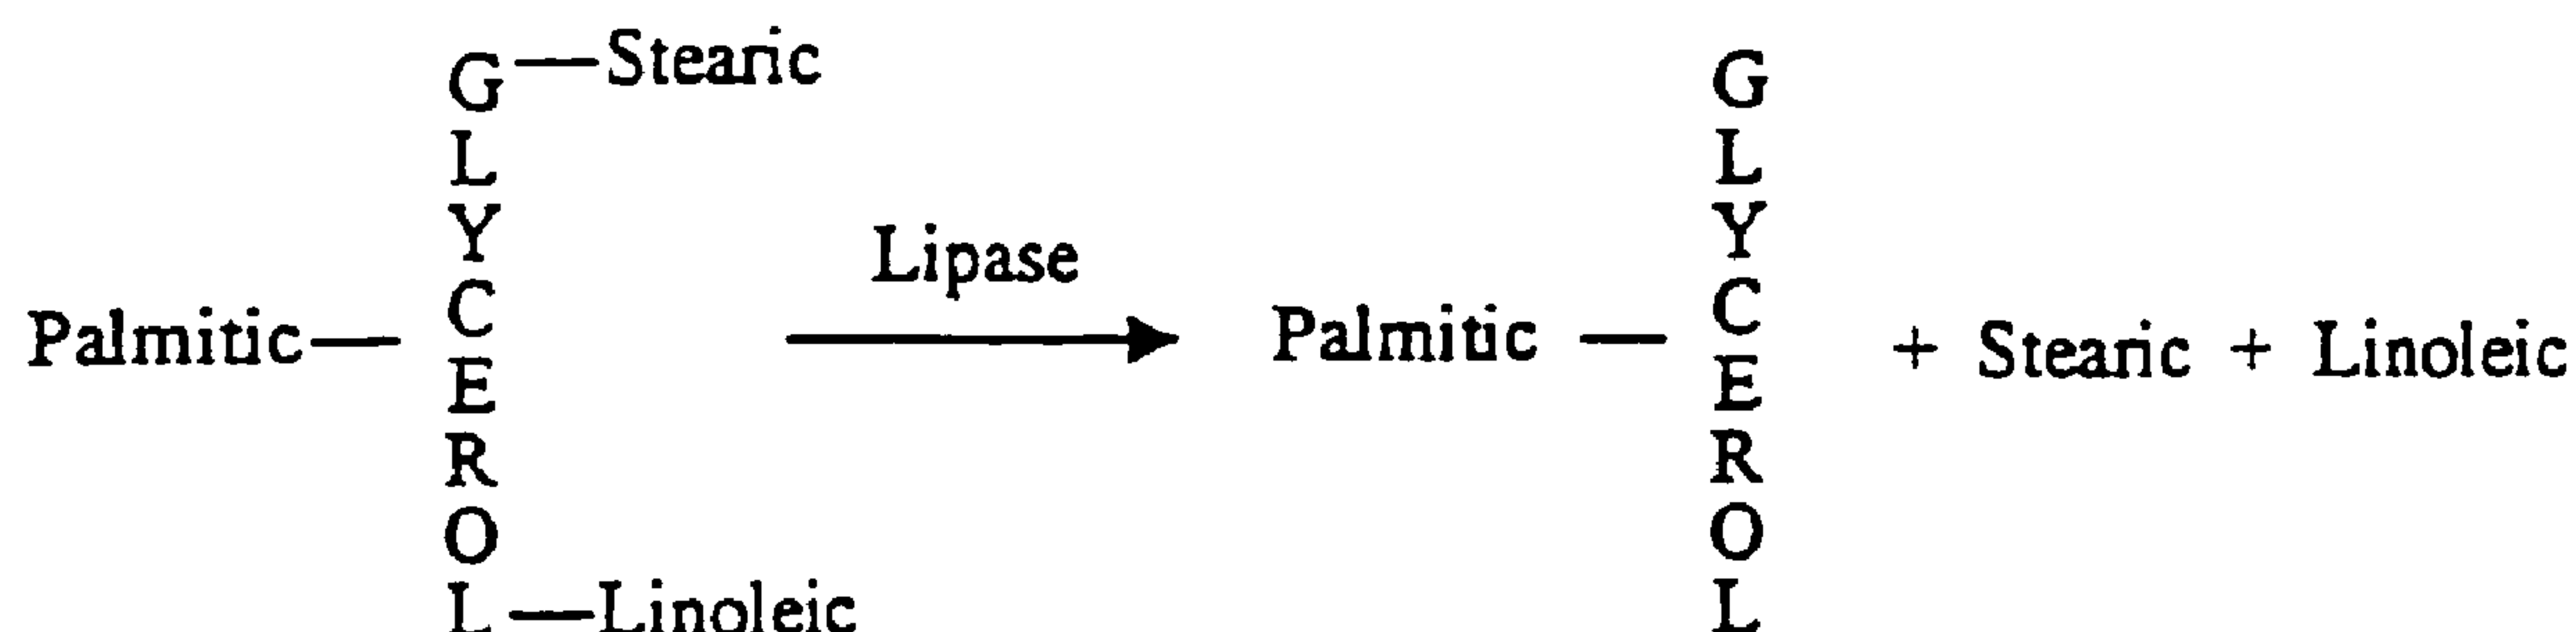 G — Stearic
L
Y
Palmitic — C
E
R
O
L — Linoleic
Lipase
G
L
Y
Palmitic — C
E
R
O
L
+ Stearic + Linoleic